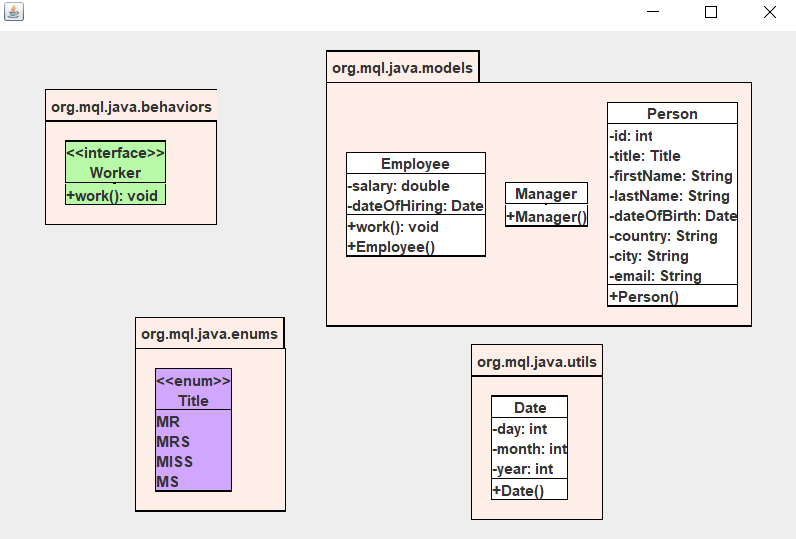 org.mql.java.behaviors
<<interface>>
Worker
+work(): void
org.mql.java.models
Employee
-salary: double
-dateOfHiring: Date
+work(): void
+Employee()
Manager
+Manager()
Person
-id: int
-title: Title
-firstName: String
-lastName: String
-dateOfBirth: Date
-country: String
-city: String
-email: String
+Person()
org.mql.java.enums
<<enum>>
Title
MR
MRS
MISS
MS
org.mql.java.utils
Date
-day: int
-month: int
-year: int
+Date()